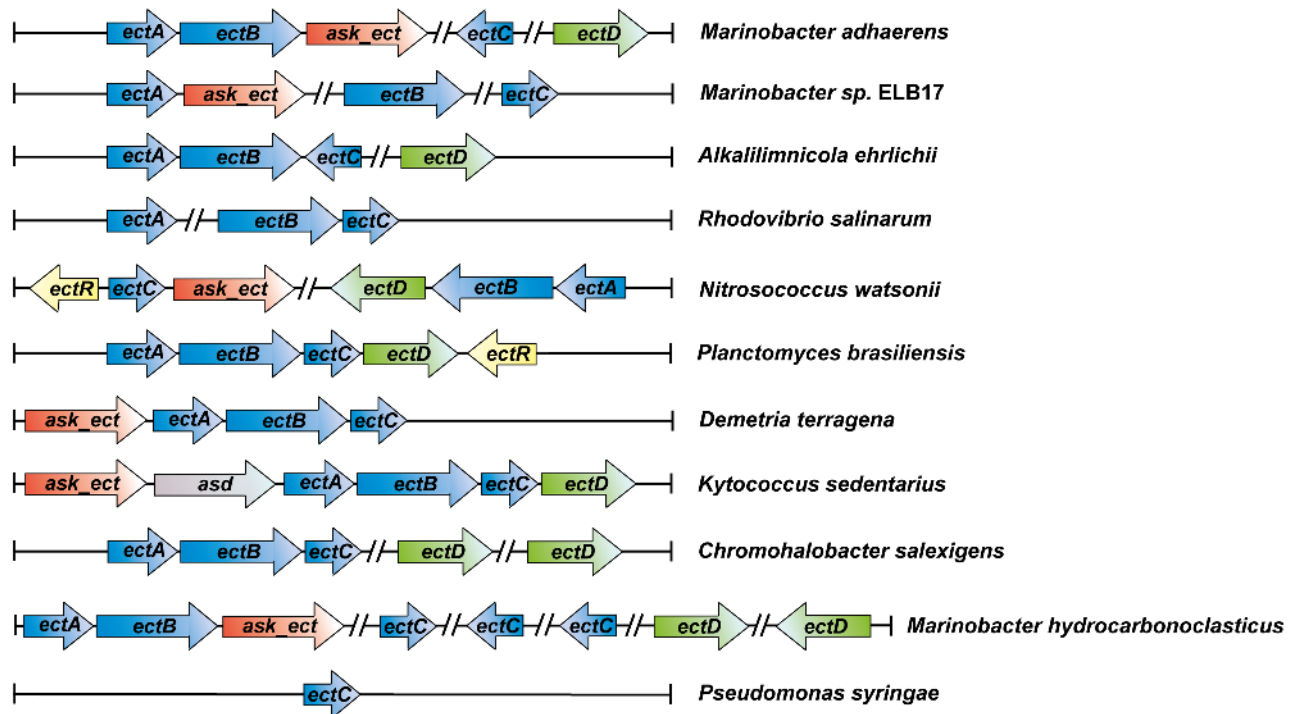 ectA ectB ask_ect ectC ectD Marinobacter adhaerens
ectA ask_ect ectB ectC Marinobacter sp. ELB17
ectA ectB ectC ectD Alkalilimnicola ehrlichii
ectA ectB ectC Rhodovibrio salinarum
ectR ectC ask_ect ectD ectB ectA Nitrosococcus watsonii
ectA ectB ectC ectD ectR Planctomyces brasiliensis
ask_ect ectA ectB ectC Demetria terragena
ask_ect asd ectA ectB ectC ectD Kytococcus sedentarius
ectA ectB ectC ectD ectD Chromohalobacter salexigens
ectA ectB ask_ect ectC ectC ectC ectD ectD Marinobacter hydrocarbonoclasticus
ectC Pseudomonas syringae